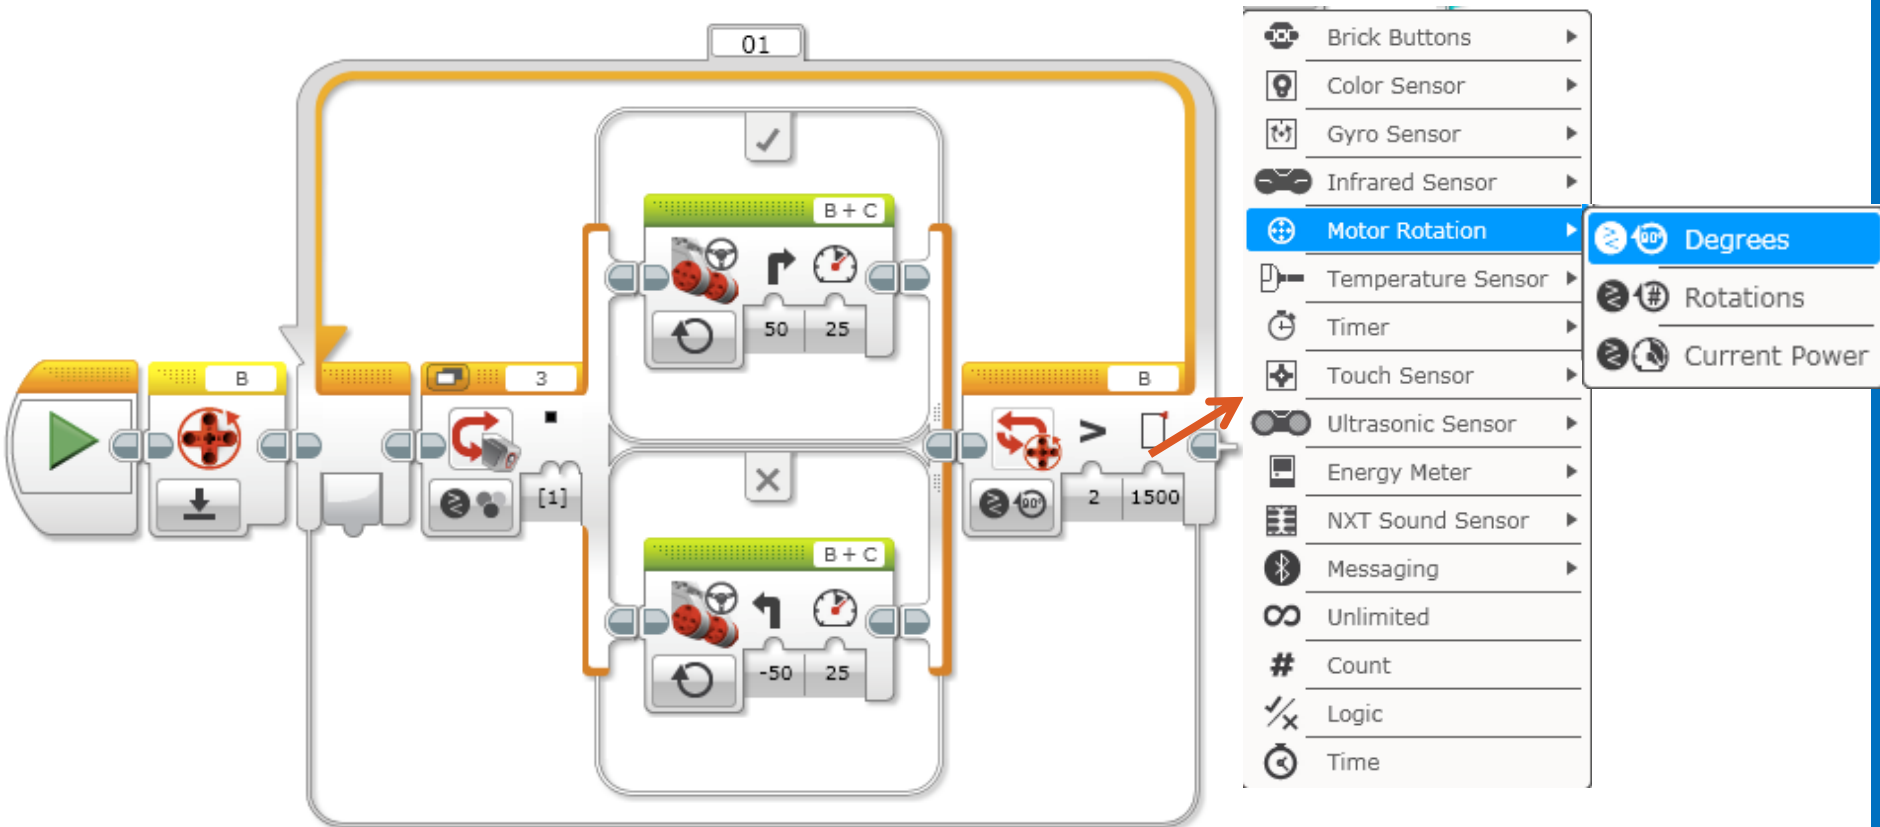 01
B
3
[1]
B + C
50 25
B + C
-50 25
B
90°
> 2 1500
Brick Buttons
Color Sensor
Gyro Sensor
Infrared Sensor
Motor Rotation
Temperature Sensor
Timer
Touch Sensor
Ultrasonic Sensor
Energy Meter
NXT Sound Sensor
Messaging
Unlimited
# Count
Logic
Time
90° Degrees
# Rotations
Current Power